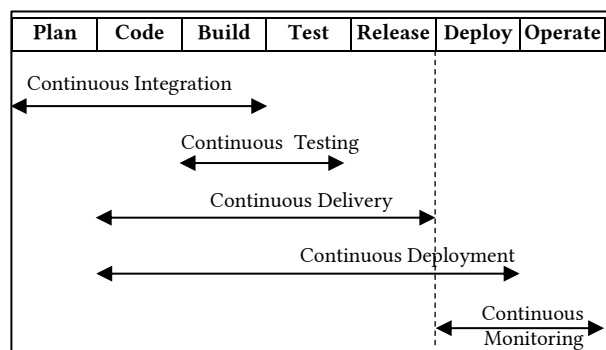 Plan Code Build Test Release Deploy Operate
Continuous Integration
Continuous Testing
Continuous Delivery
Continuous Deployment
Continuous
Monitoring